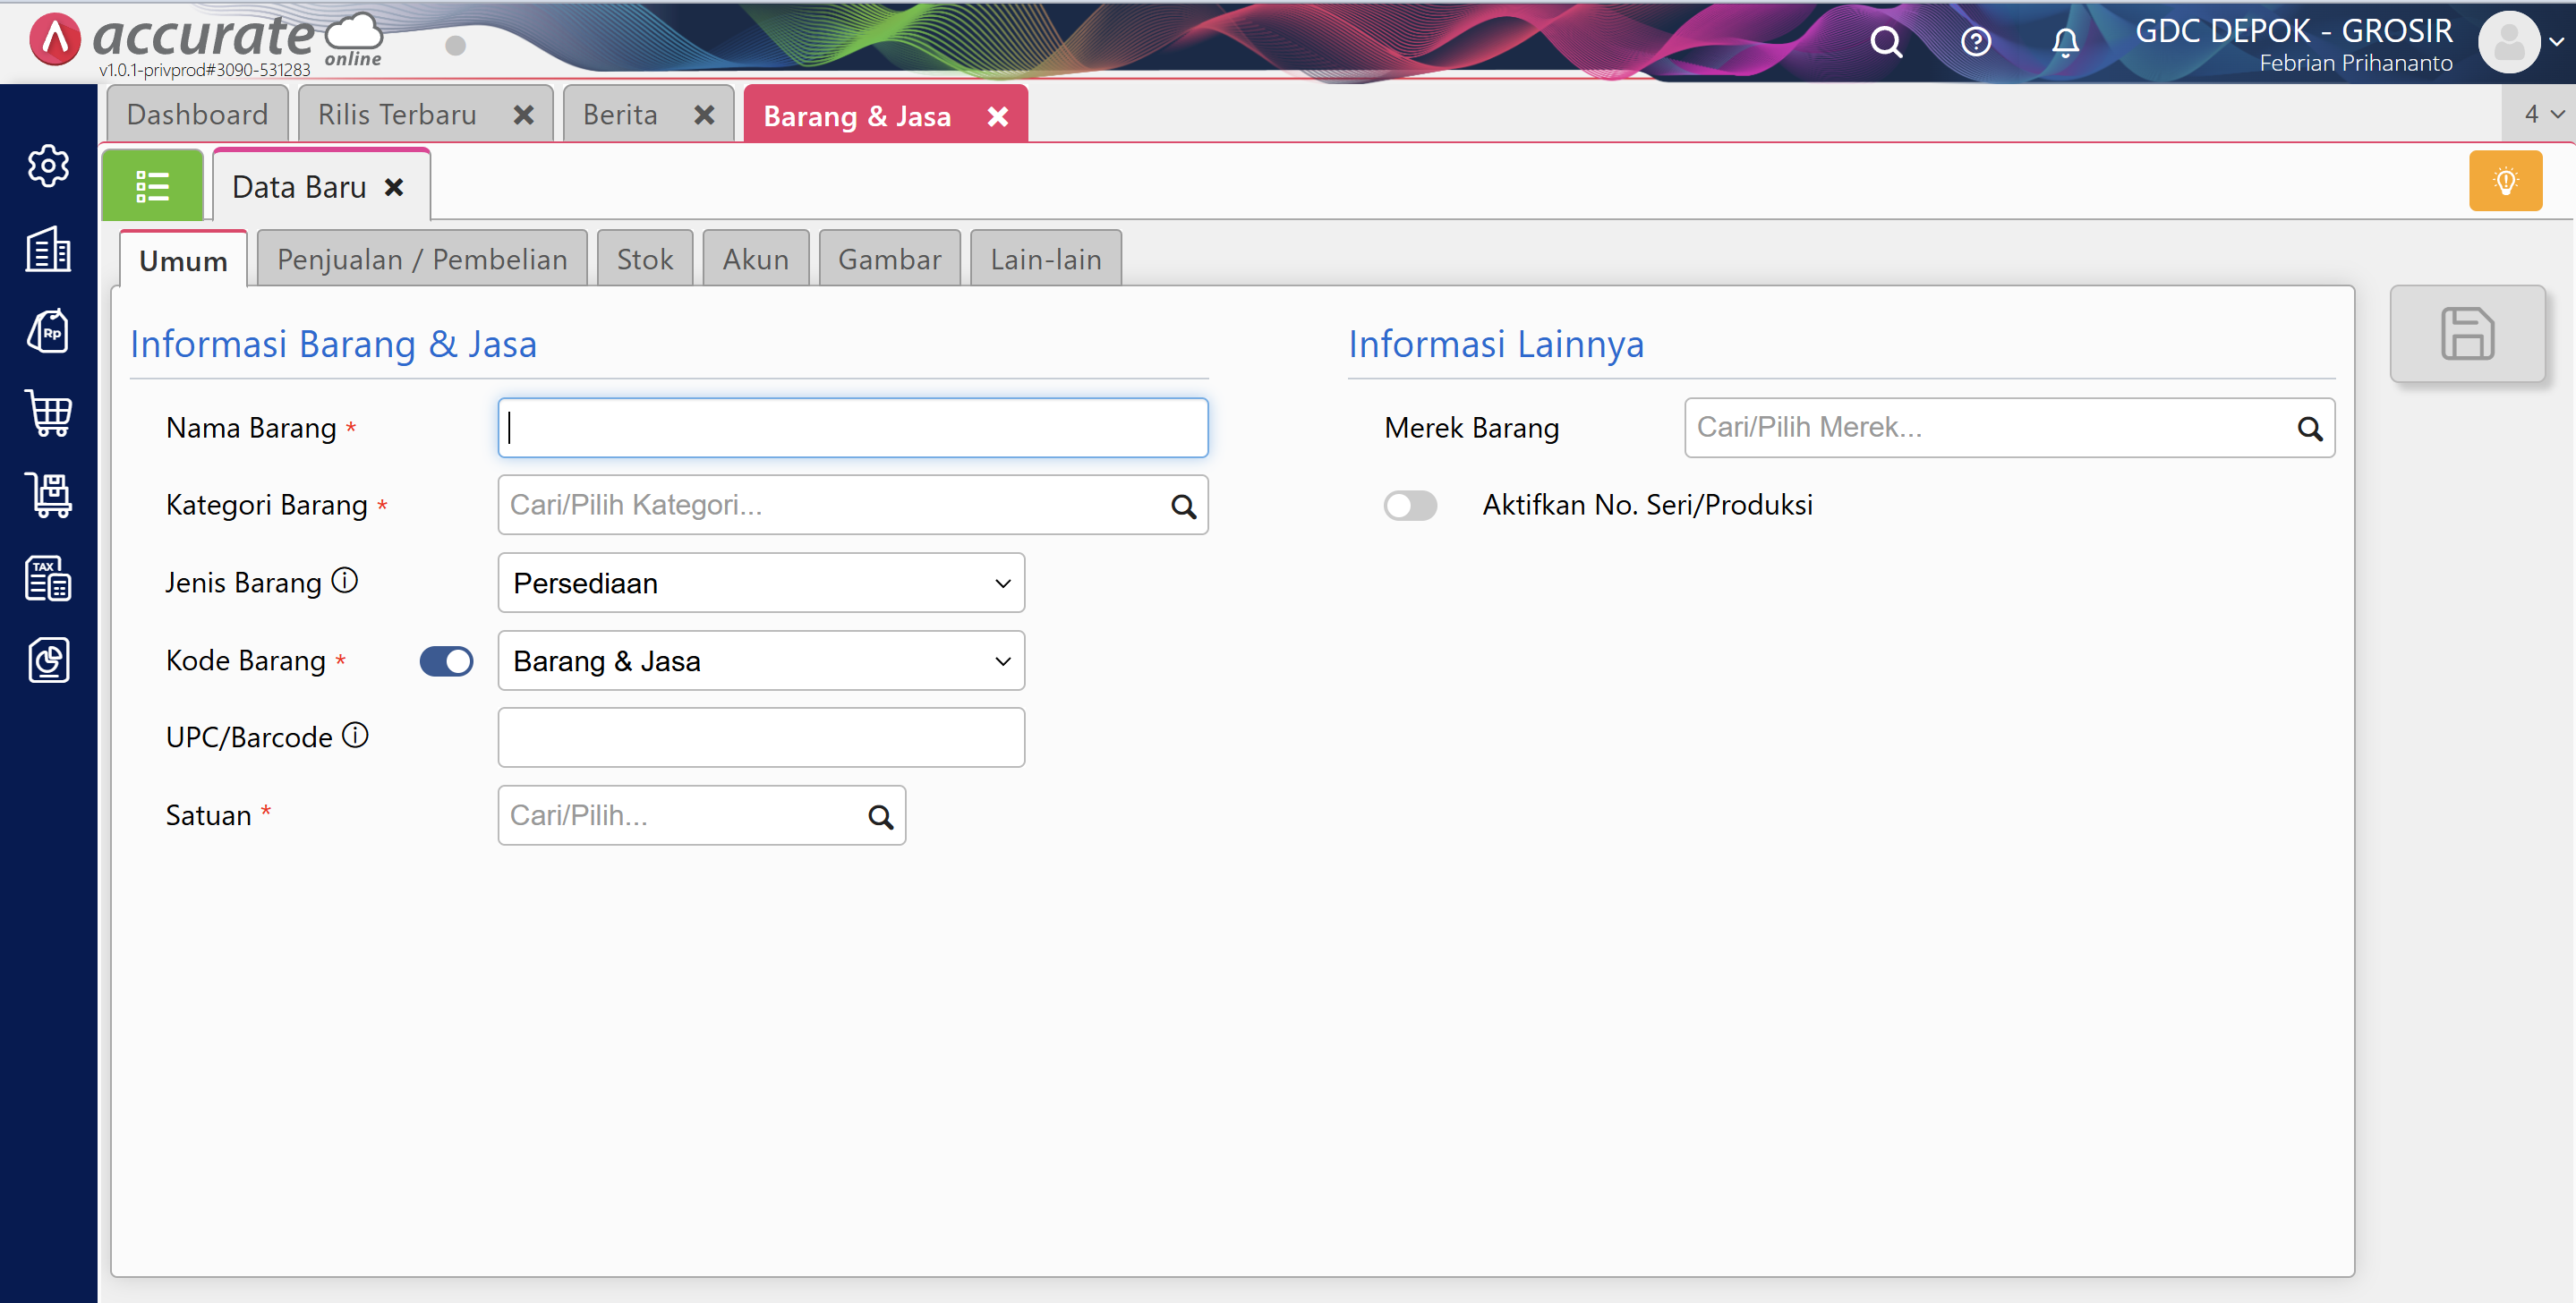 accurate online
v1.0.1-privprod#3090-531283
GDC DEPOK - GROSIR
Febrian Prihananto
Dashboard
Rilis Terbaru
Berita
Barang & Jasa
4
Data Baru
Umum
Penjualan / Pembelian
Stok
Akun
Gambar
Lain-lain
Rp
TAX
Informasi Barang & Jasa
Nama Barang *
Kategori Barang *
Cari/Pilih Kategori...
Jenis Barang
Persediaan
Kode Barang *
Barang & Jasa
UPC/Barcode
Satuan *
Cari/Pilih...
Informasi Lainnya
Merek Barang
Cari/Pilih Merek...
Aktifkan No. Seri/Produksi